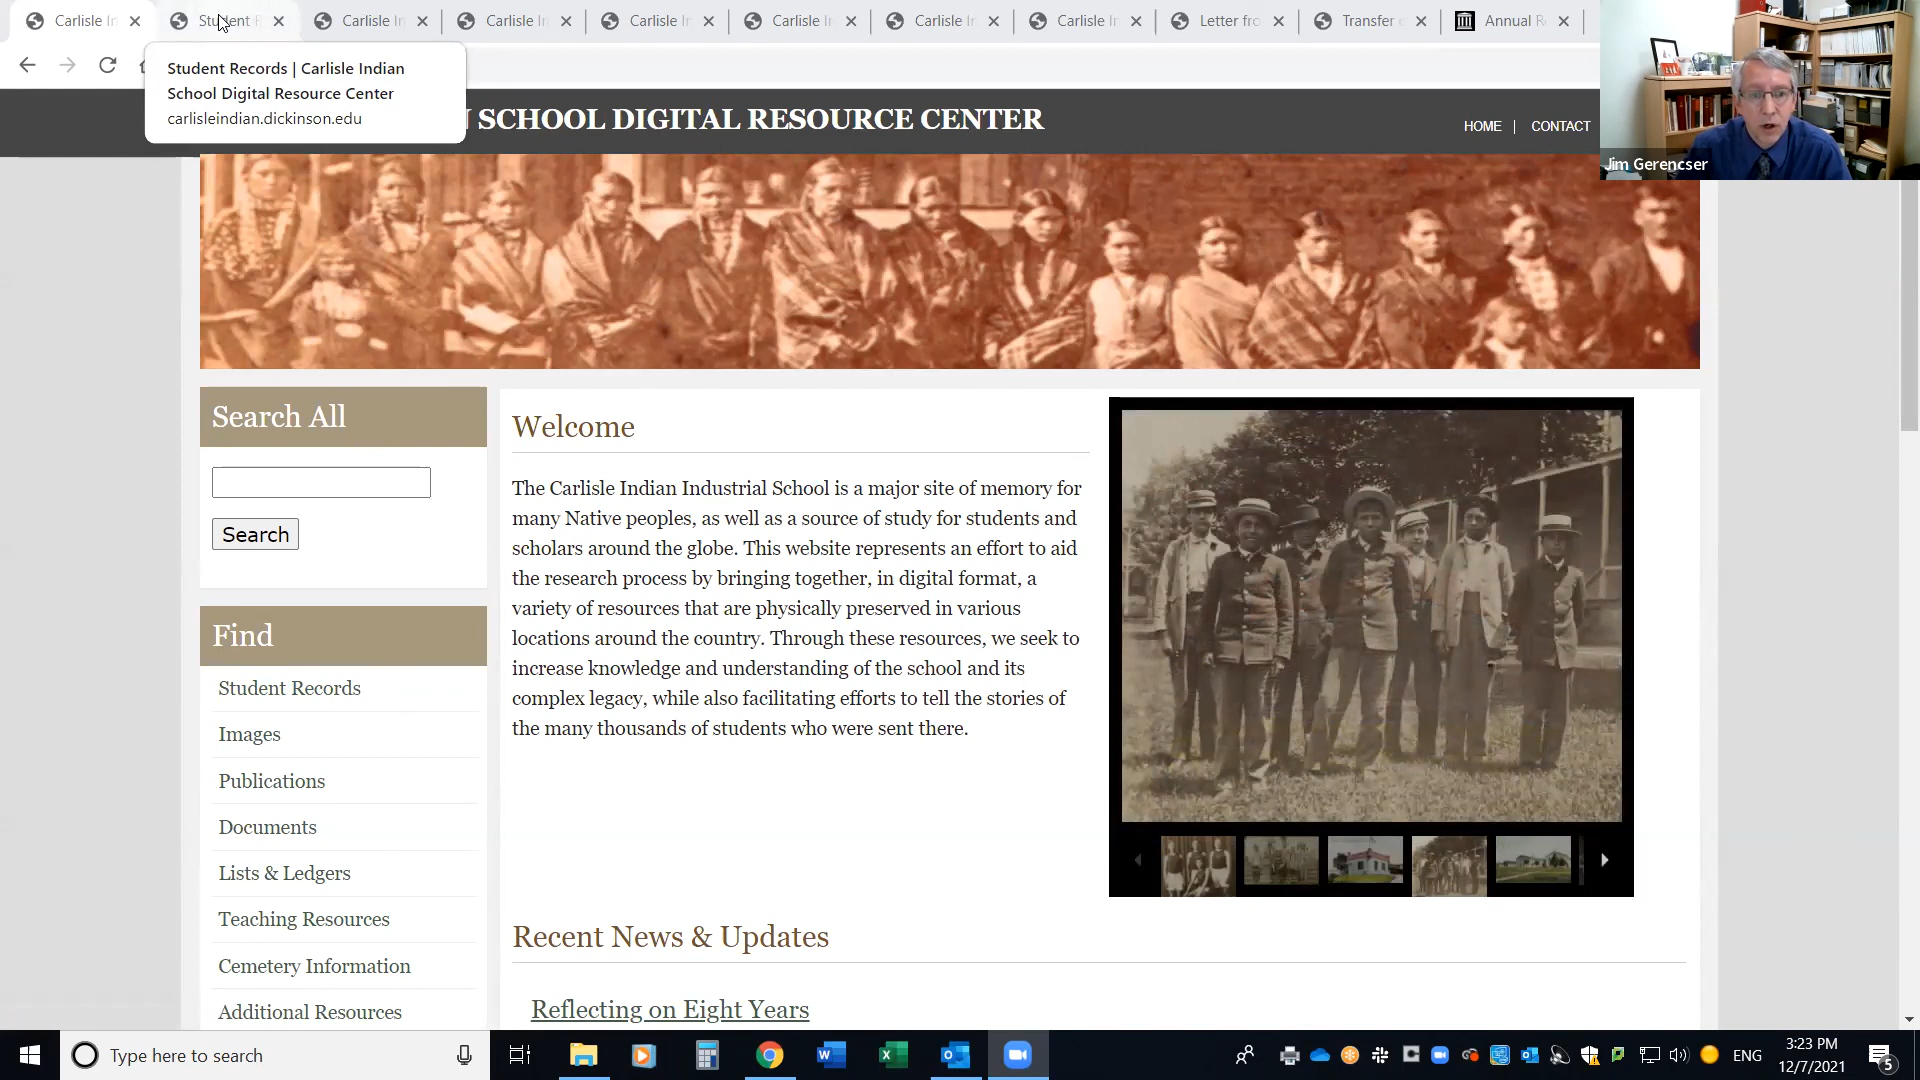 Carlisle In
Student R
Carlisle In
Carlisle In
Carlisle In
Carlisle In
Carlisle In
Carlisle In
Letter fro
Transfer o
Annual R
Student Records | Carlisle Indian
School Digital Resource Center
carlisleindian.dickinson.edu
SCHOOL DIGITAL RESOURCE CENTER
HOME | CONTACT
Jim Gerencser
Search All
Search
Find
Student Records
Images
Publications
Documents
Lists & Ledgers
Teaching Resources
Cemetery Information
Additional Resources
Welcome
The Carlisle Indian Industrial School is a major site of memory for
many Native peoples, as well as a source of study for students and
scholars around the globe. This website represents an effort to aid
the research process by bringing together, in digital format, a
variety of resources that are physically preserved in various
locations around the country. Through these resources, we seek to
increase knowledge and understanding of the school and its
complex legacy, while also facilitating efforts to tell the stories of
the many thousands of students who were sent there.
Recent News & Updates
Reflecting on Eight Years
Type here to search
ENG
3:23 PM
12/7/2021
5